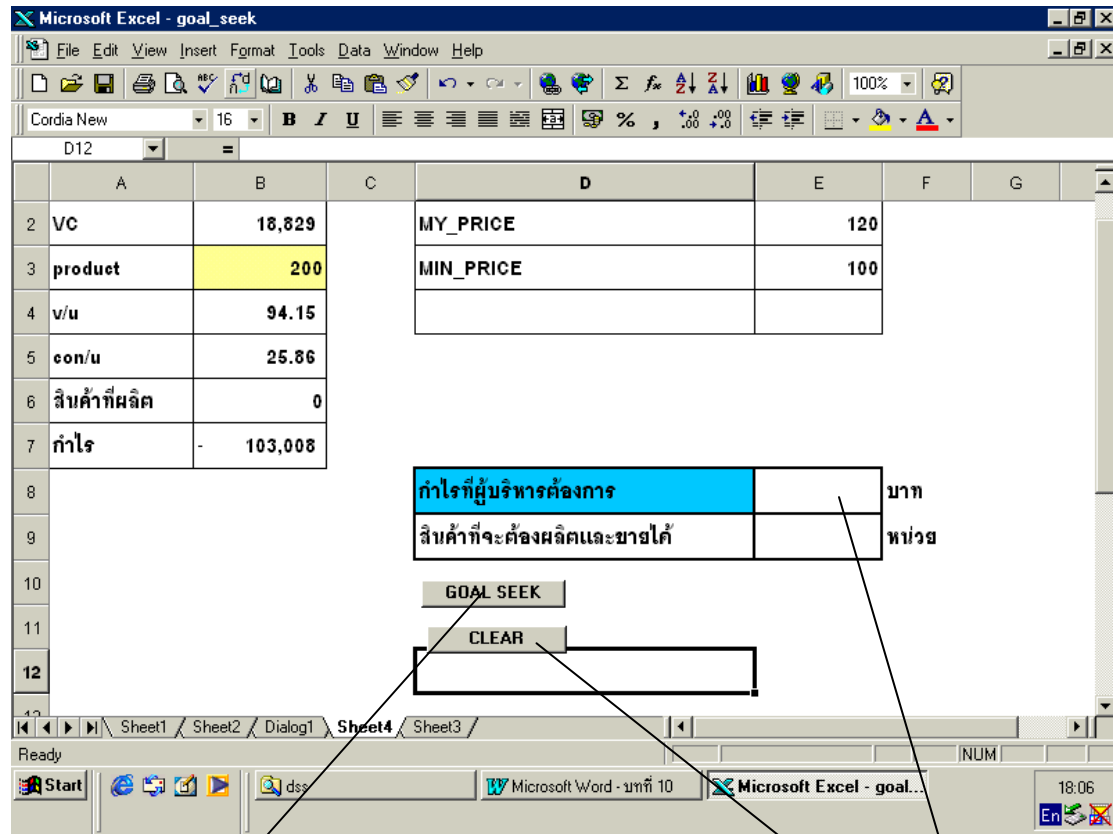 Microsoft Excel - goal_seek
File Edit View Insert Format Tools Data Window Help
100%
Cordia New 16 B I U % ,
D12 =
A B C D E F G
2 VC 18,829 MY_PRICE 120
3 product 200 MIN_PRICE 100
4 v/u 94.15
5 con/u 25.86
6 สินค้าที่ผลิต 0
7 กำไร - 103,008
8 กำไรที่ผู้บริหารต้องการ บาท
9 สินค้าที่จะต้องผลิตและขายได้ หน่วย
10 GOAL SEEK
11 CLEAR
12
Sheet1 Sheet2 Dialog1 Sheet4 Sheet3
Ready NUM
Start dss Microsoft Word - บทที่ 10 Microsoft Excel - goal... 18:06
En